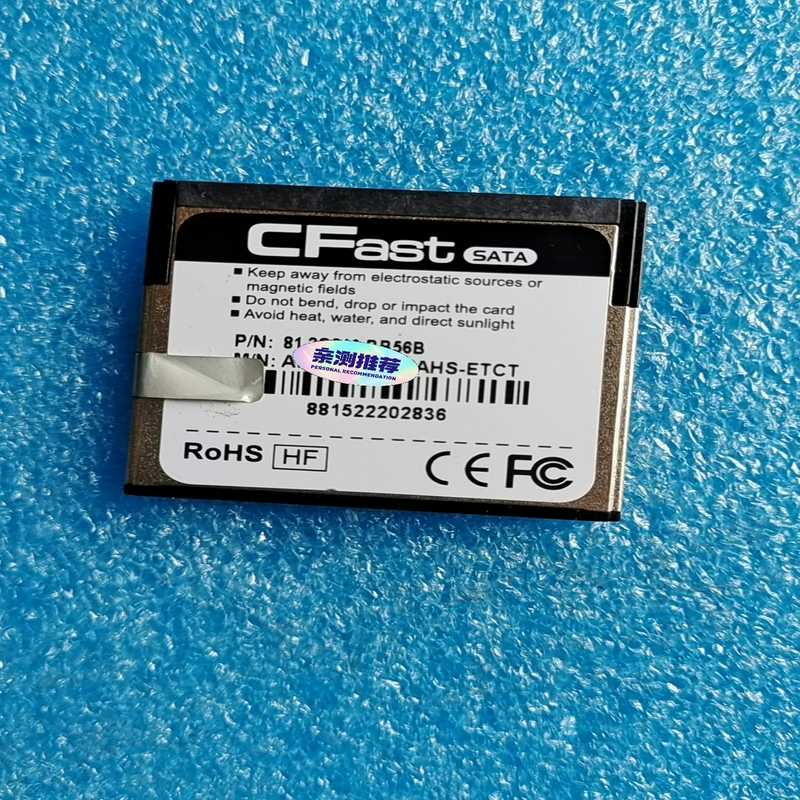 CFast SATA
■ Keep away from electrostatic sources or
magnetic fields
■ Do not bend, drop or impact the card
■ Avoid heat, water, and direct sunlight
P/N:
亲测推荐
PERSONAL RECOMMENDATION
AHS-ETCT
881522202836
RoHS HF
CE FC